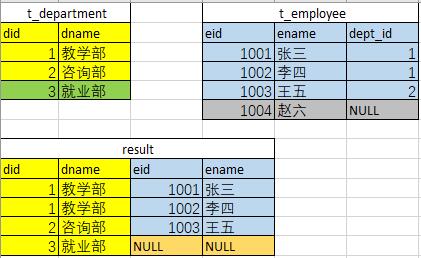 t_department t_employee
did dname eid ename dept_id
1 教学部 1001 张三 1
2 咨询部 1002 李四 1
3 就业部 1003 王五 2
1004 赵六 NULL
result
did dname eid ename
1 教学部 1001 张三
1 教学部 1002 李四
2 咨询部 1003 王五
3 就业部 NULL NULL